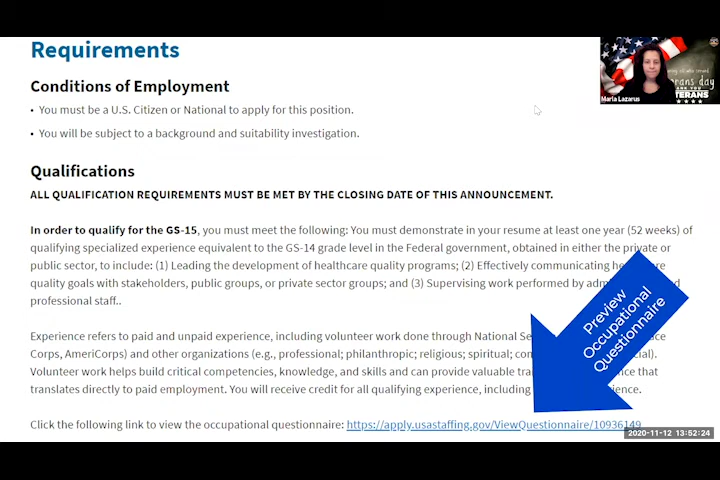 Requirements
Conditions of Employment
• You must be a U.S. Citizen or National to apply for this position.
• You will be subject to a background and suitability investigation.
Qualifications
ALL QUALIFICATION REQUIREMENTS MUST BE MET BY THE CLOSING DATE OF THIS ANNOUNCEMENT.
In order to qualify for the GS-15, you must meet the following: You must demonstrate in your resume at least one year (52 weeks) of
qualifying specialized experience equivalent to the GS-14 grade level in the Federal government, obtained in either the private or
public sector, to include: (1) Leading the development of healthcare quality programs; (2) Effectively communicating
quality goals with stakeholders, public groups, or private sector groups; and (3) Supervising work performed by
professional staff..
Experience refers to paid and unpaid experience, including volunteer work done through National
Corps, AmeriCorps) and other organizations (e.g., professional; philanthropic; religious; spiritual;
Volunteer work helps build critical competencies, knowledge, and skills and can provide valuable that
translates directly to paid employment. You will receive credit for all qualifying experience, including
Click the following link to view the occupational questionnaire: https://apply.usastaffing.gov/ViewQuestionnaire/10936149
Preview
Occupational
Questionnaire
Maria Lazarus
day
TERANS
2020-11-12 13:52:24